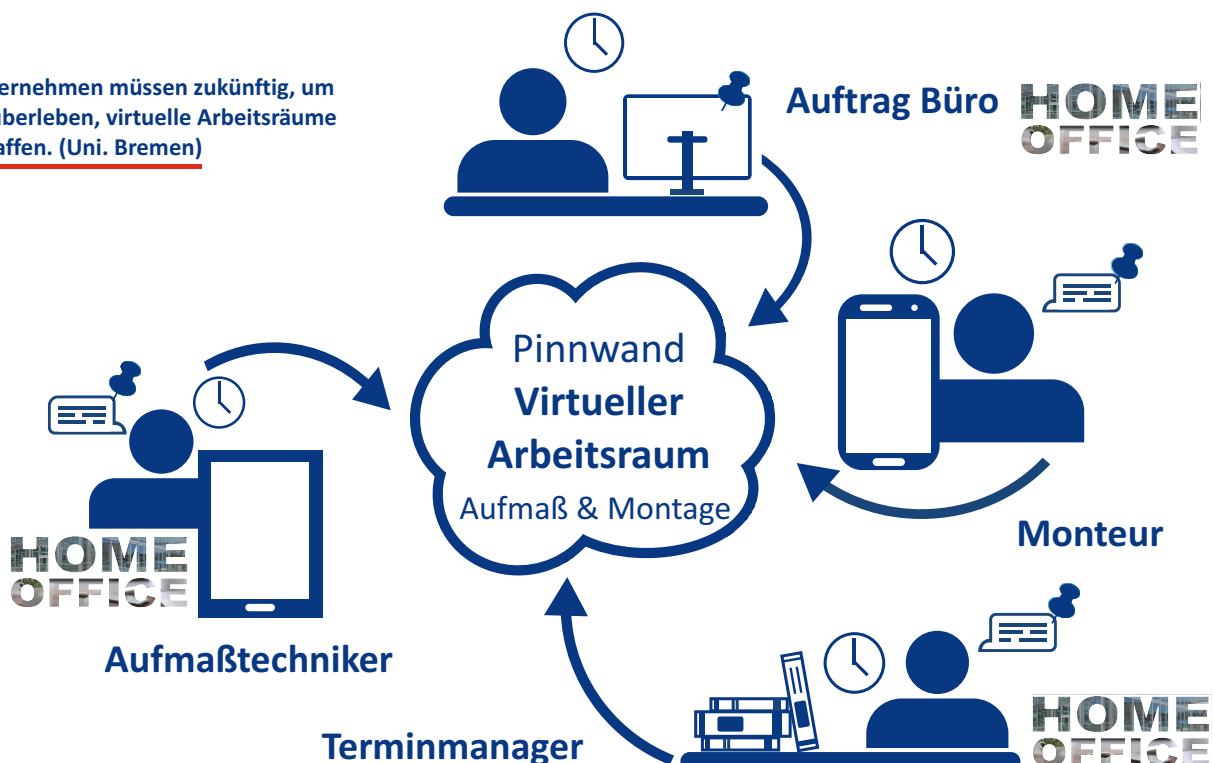 ernehmen müssen zukünftig, um
überleben, virtuelle Arbeitsräume
affen. (Uni. Bremen)
Auftrag Büro
HOME
OFFICE
Pinnwand
Virtueller
Arbeitsraum
Aufmaß & Montage
Monteur
HOME
OFFICE
Aufmaßtechniker
Terminmanager
HOME
OFFICE